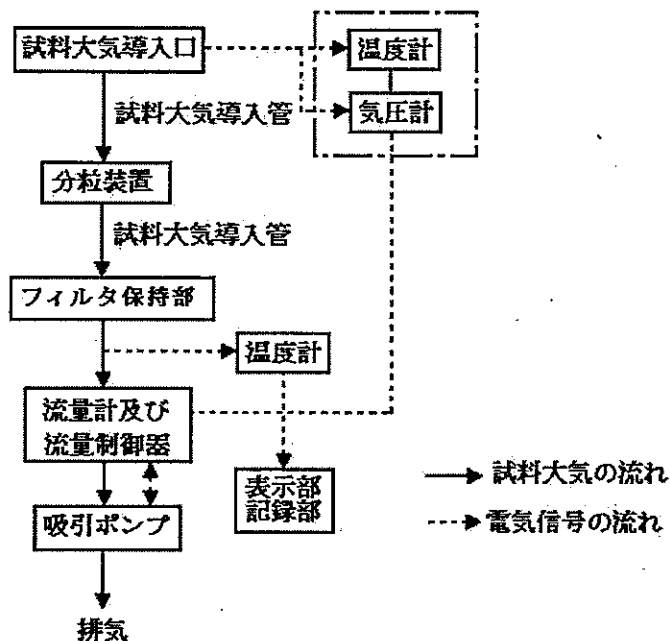 試料大気導入口
温度計
気圧計
試料大気導入管
分粒装置
試料大気導入管
フィルタ保持部
温度計
流量計及び
流量制御器
表示部
記録部
試料大気の流れ
吸引ポンプ
電気信号の流れ
排気